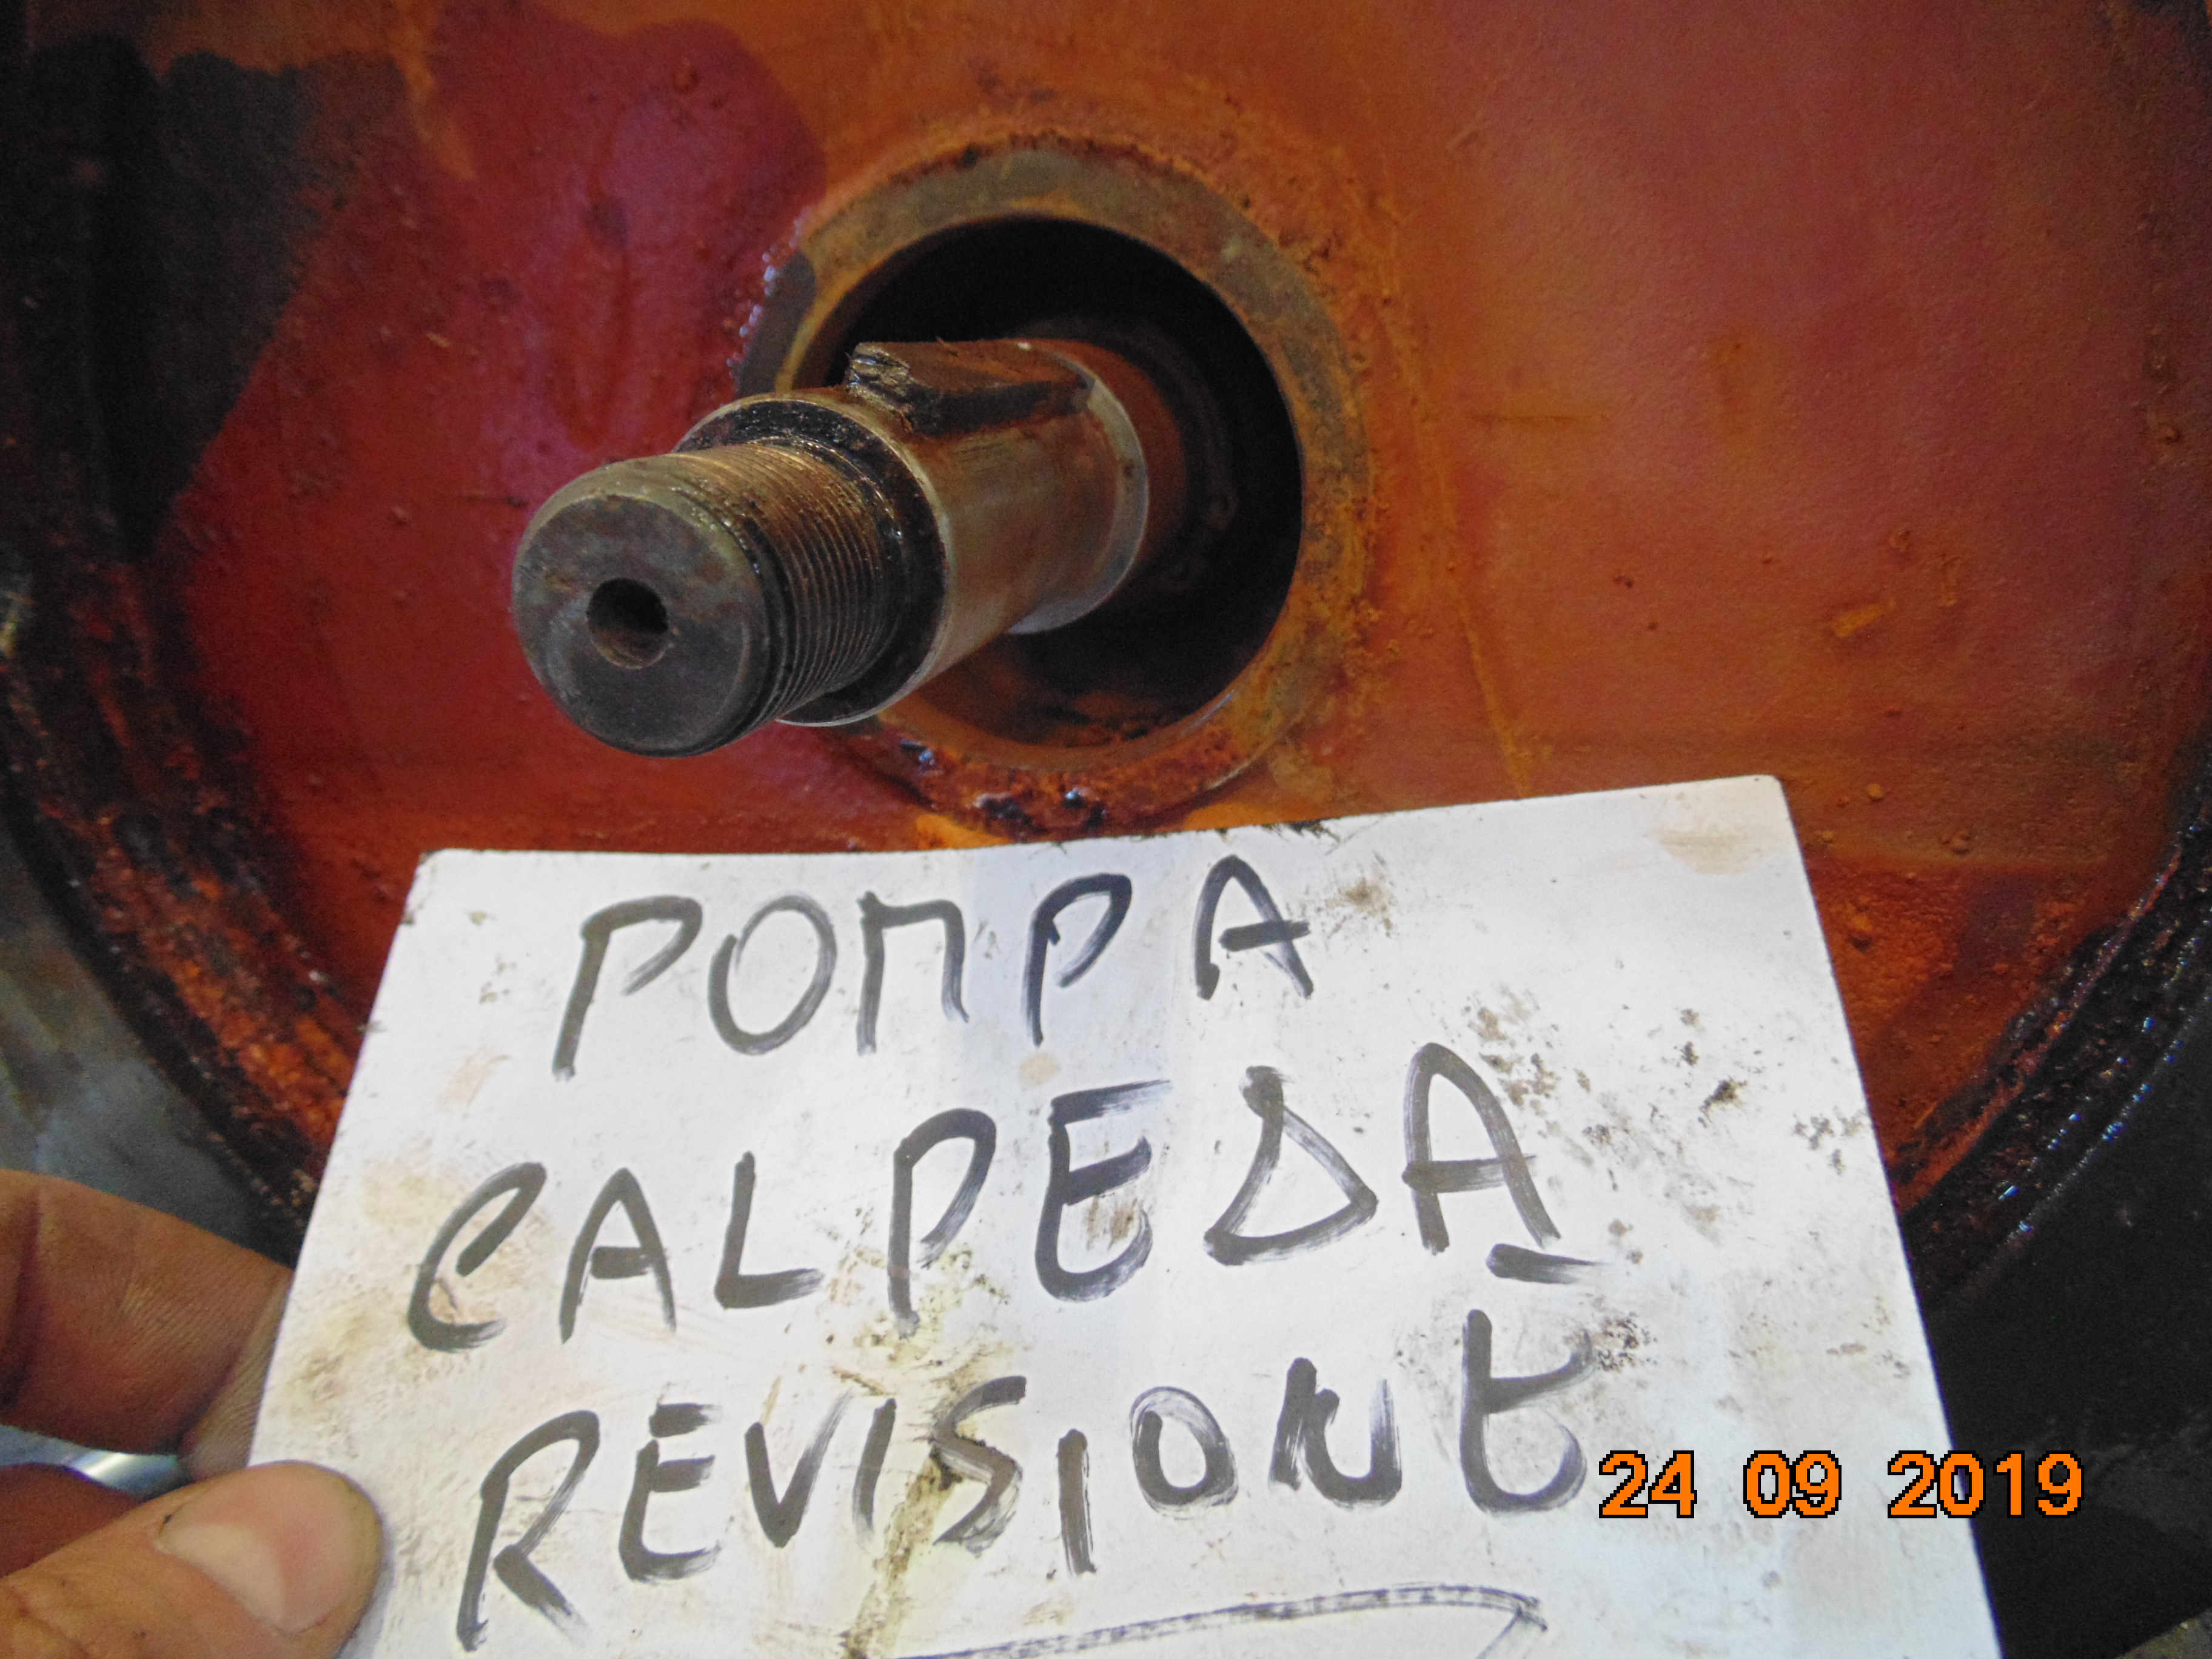 POMPA
CALPEDA
REVISIONE
24 09 2019